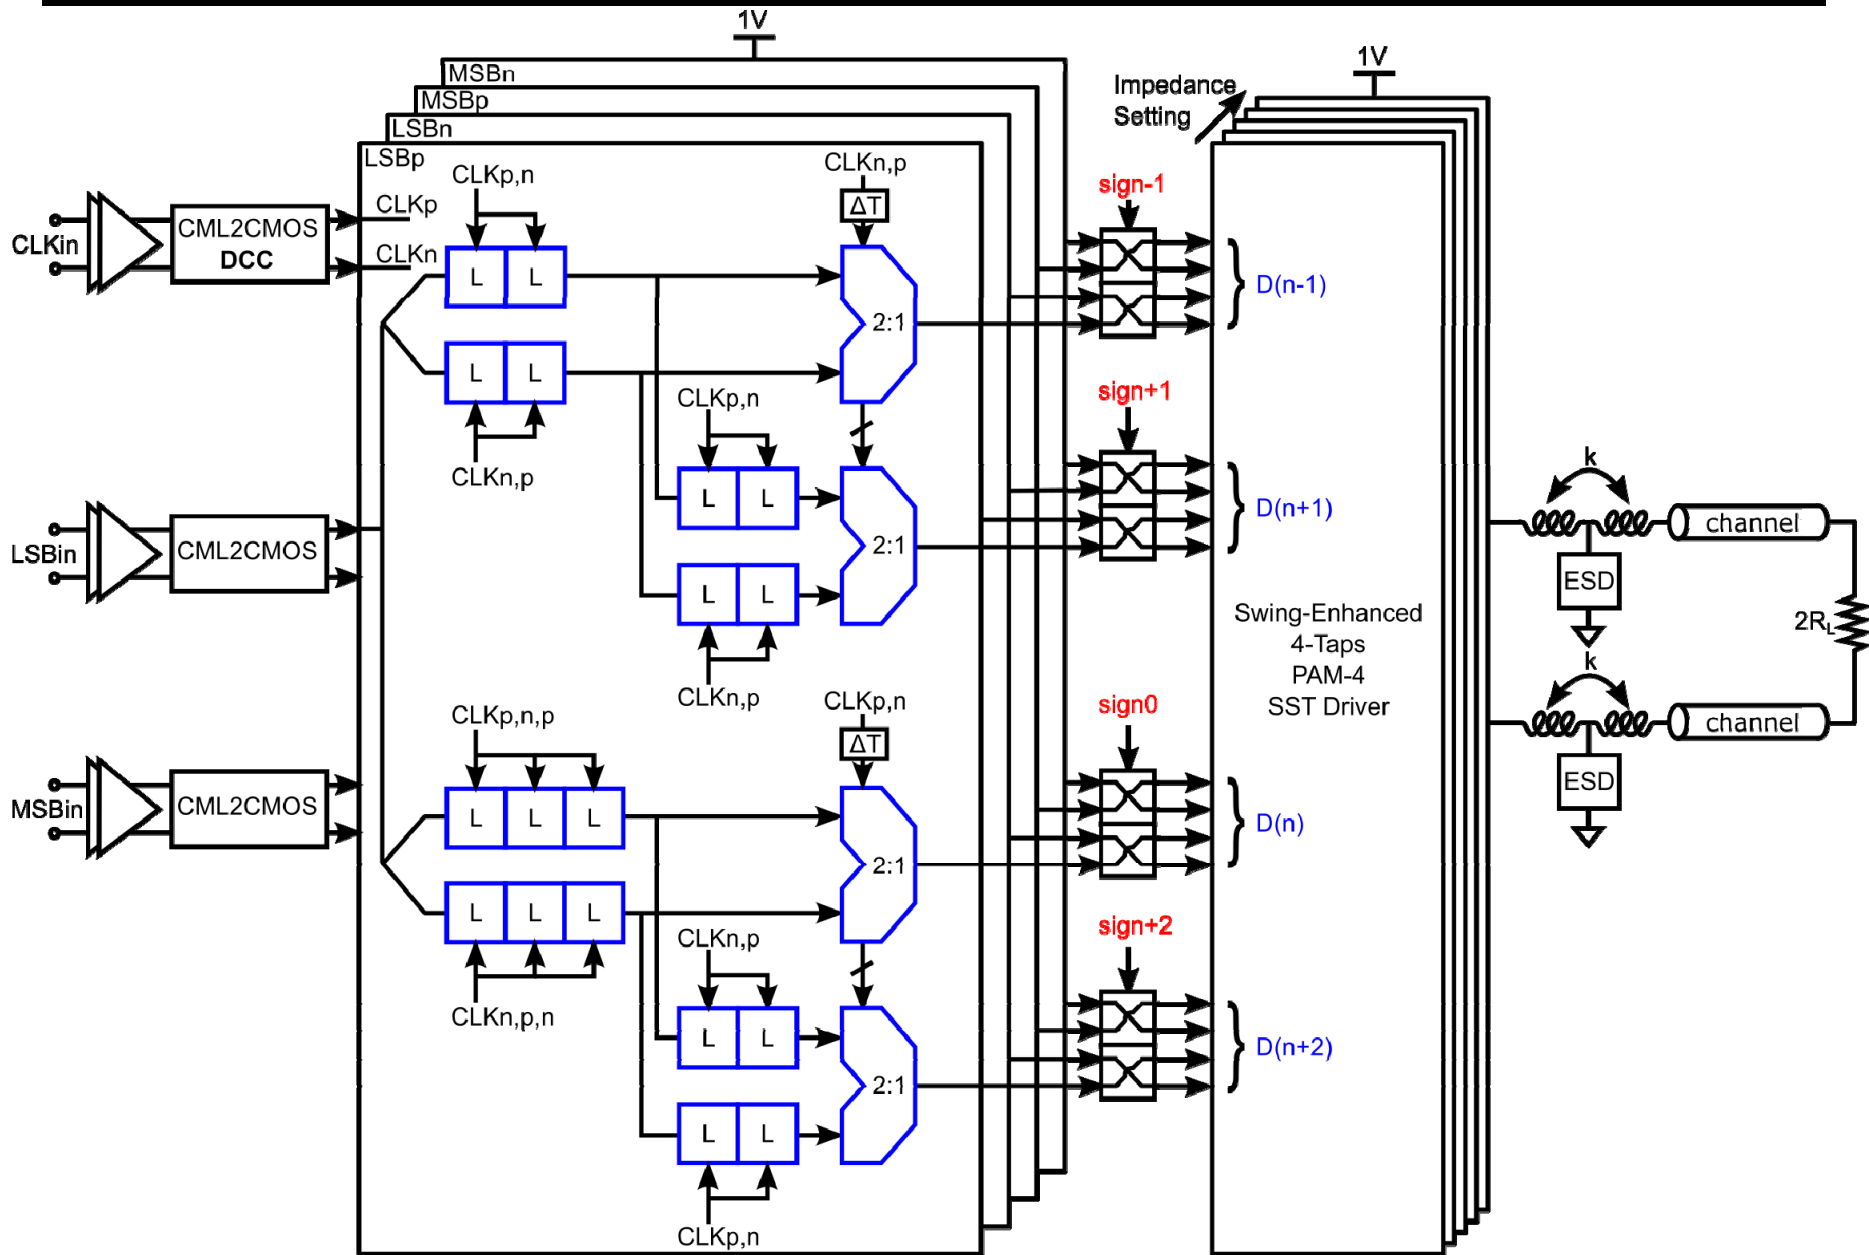 1V
MSBn
MSBp
LSBn
LSBp
1V
Impedance
Setting
CLKin
CML2CMOS
DCC
CLKp
CLKn
CLKp,n
L L
L L
CLKn,p
CLKn,p
ΔT
2:1
CLKp,n
L L
L L
CLKn,p
2:1
sign-1
D(n-1)
sign+1
D(n+1)
LSBin
CML2CMOS
MSBin
CML2CMOS
CLKp,n,p
L L L
L L L
CLKn,p,n
CLKp,n
ΔT
2:1
CLKn,p
L L
L L
CLKp,n
2:1
sign0
D(n)
sign+2
D(n+2)
Swing-Enhanced
4-Taps
PAM-4
SST Driver
k
channel
ESD
2RL
k
channel
ESD